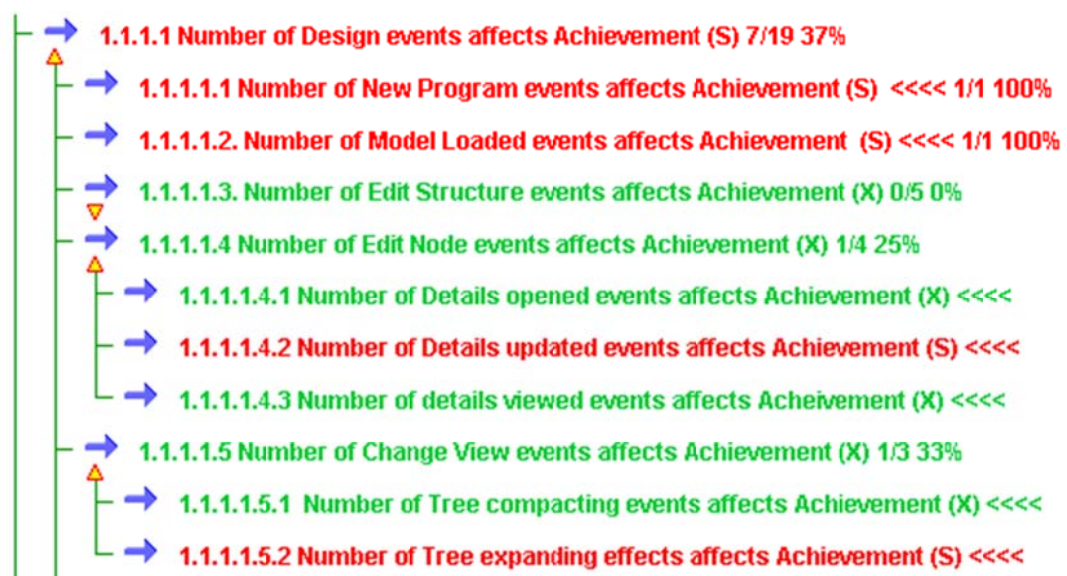 1.1.1.1 Number of Design events affects Achievement (S) 7/19 37%
1.1.1.1.1 Number of New Program events affects Achievement (S) <<<< 1/1 100%
1.1.1.1.2. Number of Model Loaded events affects Achievement (S) <<<< 1/1 100%
1.1.1.1.3. Number of Edit Structure events affects Achievement (X) 0/5 0%
1.1.1.1.4 Number of Edit Node events affects Achievement (X) 1/4 25%
1.1.1.1.4.1 Number of Details opened events affects Achievement (X) <<<<
1.1.1.1.4.2 Number of Details updated events affects Achievement (S) <<<<
1.1.1.1.4.3 Number of details viewed events affects Acheivement (X) <<<<
1.1.1.1.5 Number of Change View events affects Achievement (X) 1/3 33%
1.1.1.1.5.1 Number of Tree compacting events affects Achievement (X) <<<<
1.1.1.1.5.2 Number of Tree expanding effects affects Achievement (S) <<<<